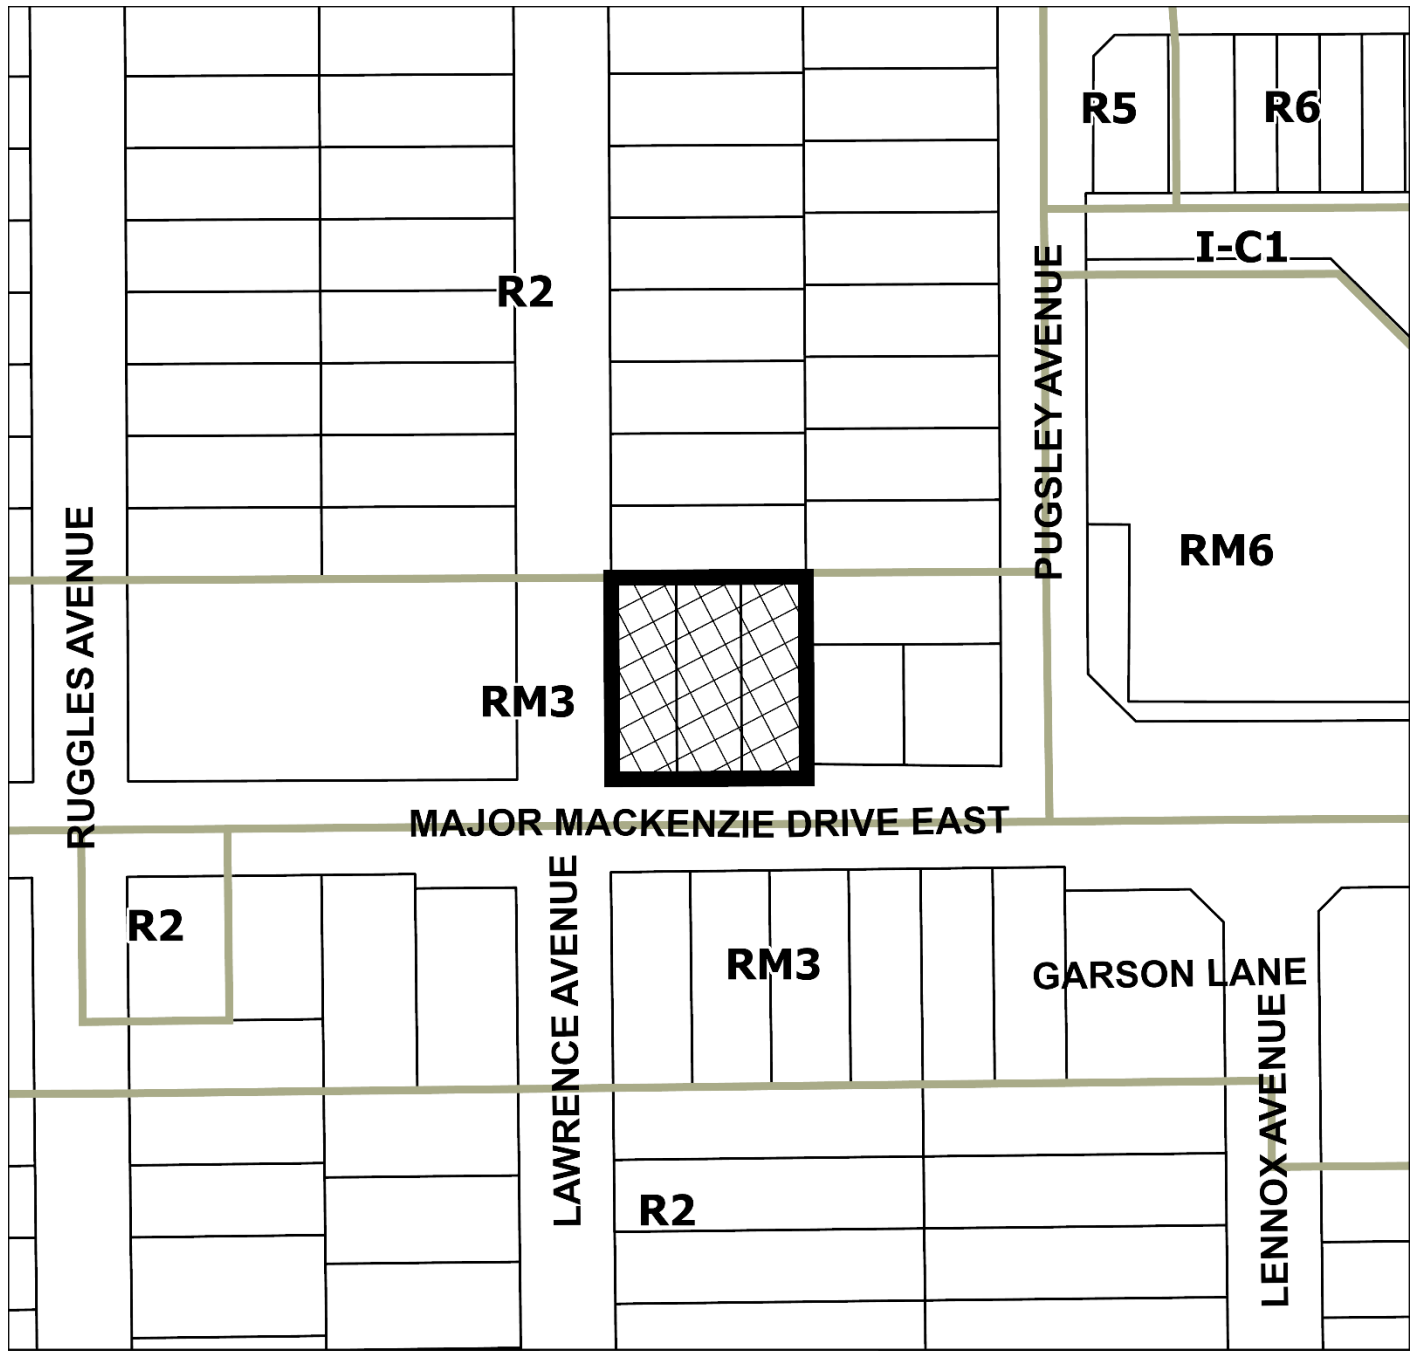 R5
R6
I-C1
R2
PUGSLEY AVENUE
RM6
RUGGLES AVENUE
RM3
MAJOR MACKENZIE DRIVE EAST
R2
LAWRENCE AVENUE
RM3
GARSON LANE
LENNOX AVENUE
R2